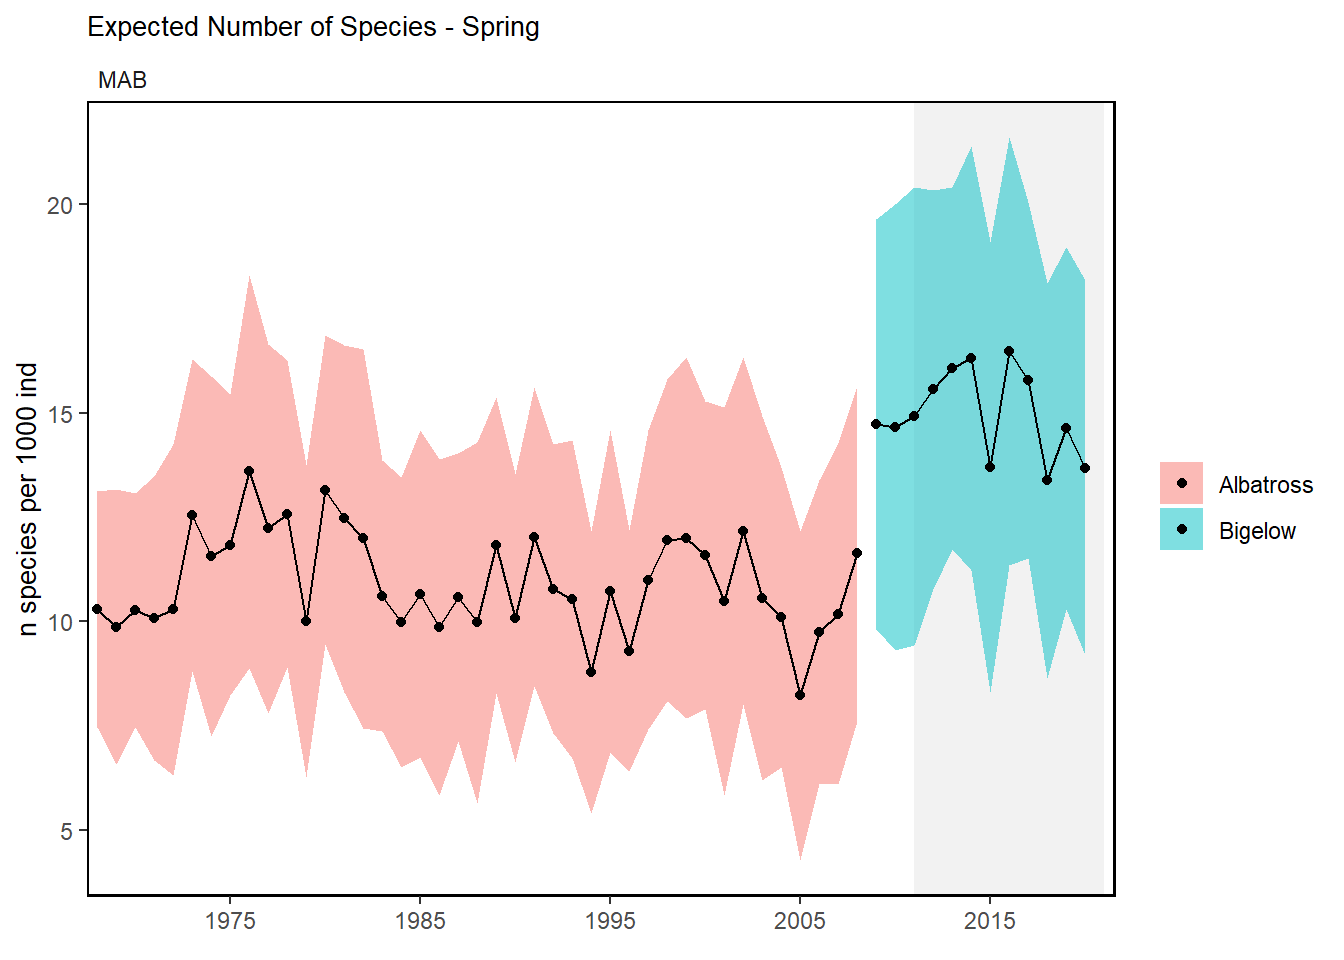 Expected Number of Species - Spring
MAB
n species per 1000 ind
20
15
10
5
1975
1985
1995
2005
2015
Albatross
Bigelow